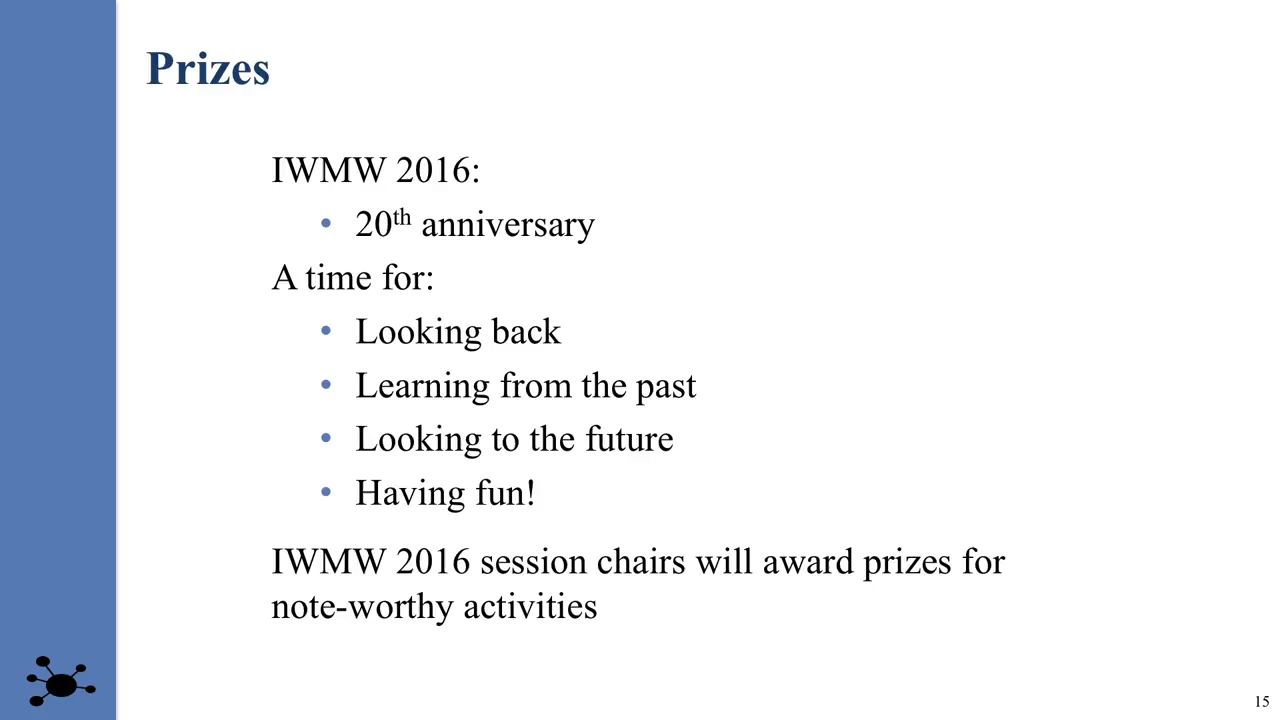 Prizes
IWMW 2016:
• 20th anniversary
A time for:
• Looking back
• Learning from the past
• Looking to the future
• Having fun!
IWMW 2016 session chairs will award prizes for
note-worthy activities
15